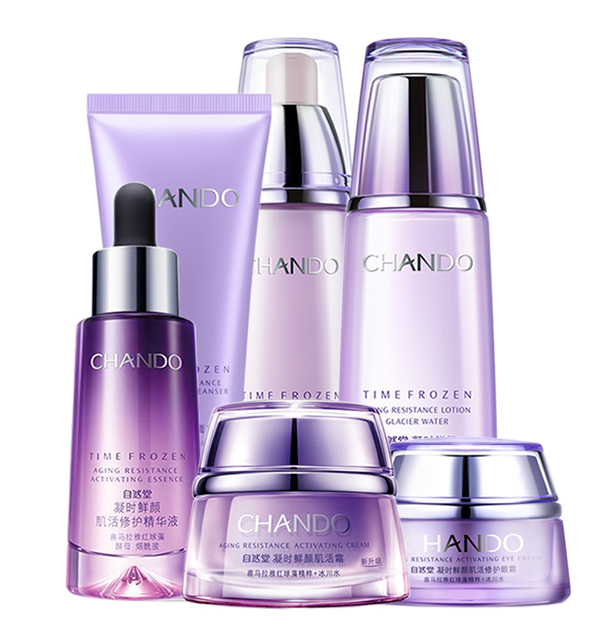 CHANDO
ANCE
EANSER
CHANDO
TIME FROZEN
CHANDO
TIME FROZEN
NG RESISTANCE LOTION
GLACIER WATER
CHANDO
TIME FROZEN
AGING RESISTANCE
ACTIVATING ESSENCE
自然堂
凝时鲜颜
肌活修护精华液
喜马拉雅红球藻
酵母 烟酰胺
CHANDO
AGING RESISTANCE ACTIVATING CREAM
自然堂 凝时鲜颜肌活霜
新升级
喜马拉雅红球藻精粹+冰川水
CHANDO
RESISTANCE ACTIVATING EYE CREAM
自然堂 凝时鲜颜肌活修护眼霜
喜马拉雅红球藻精粹+冰川水